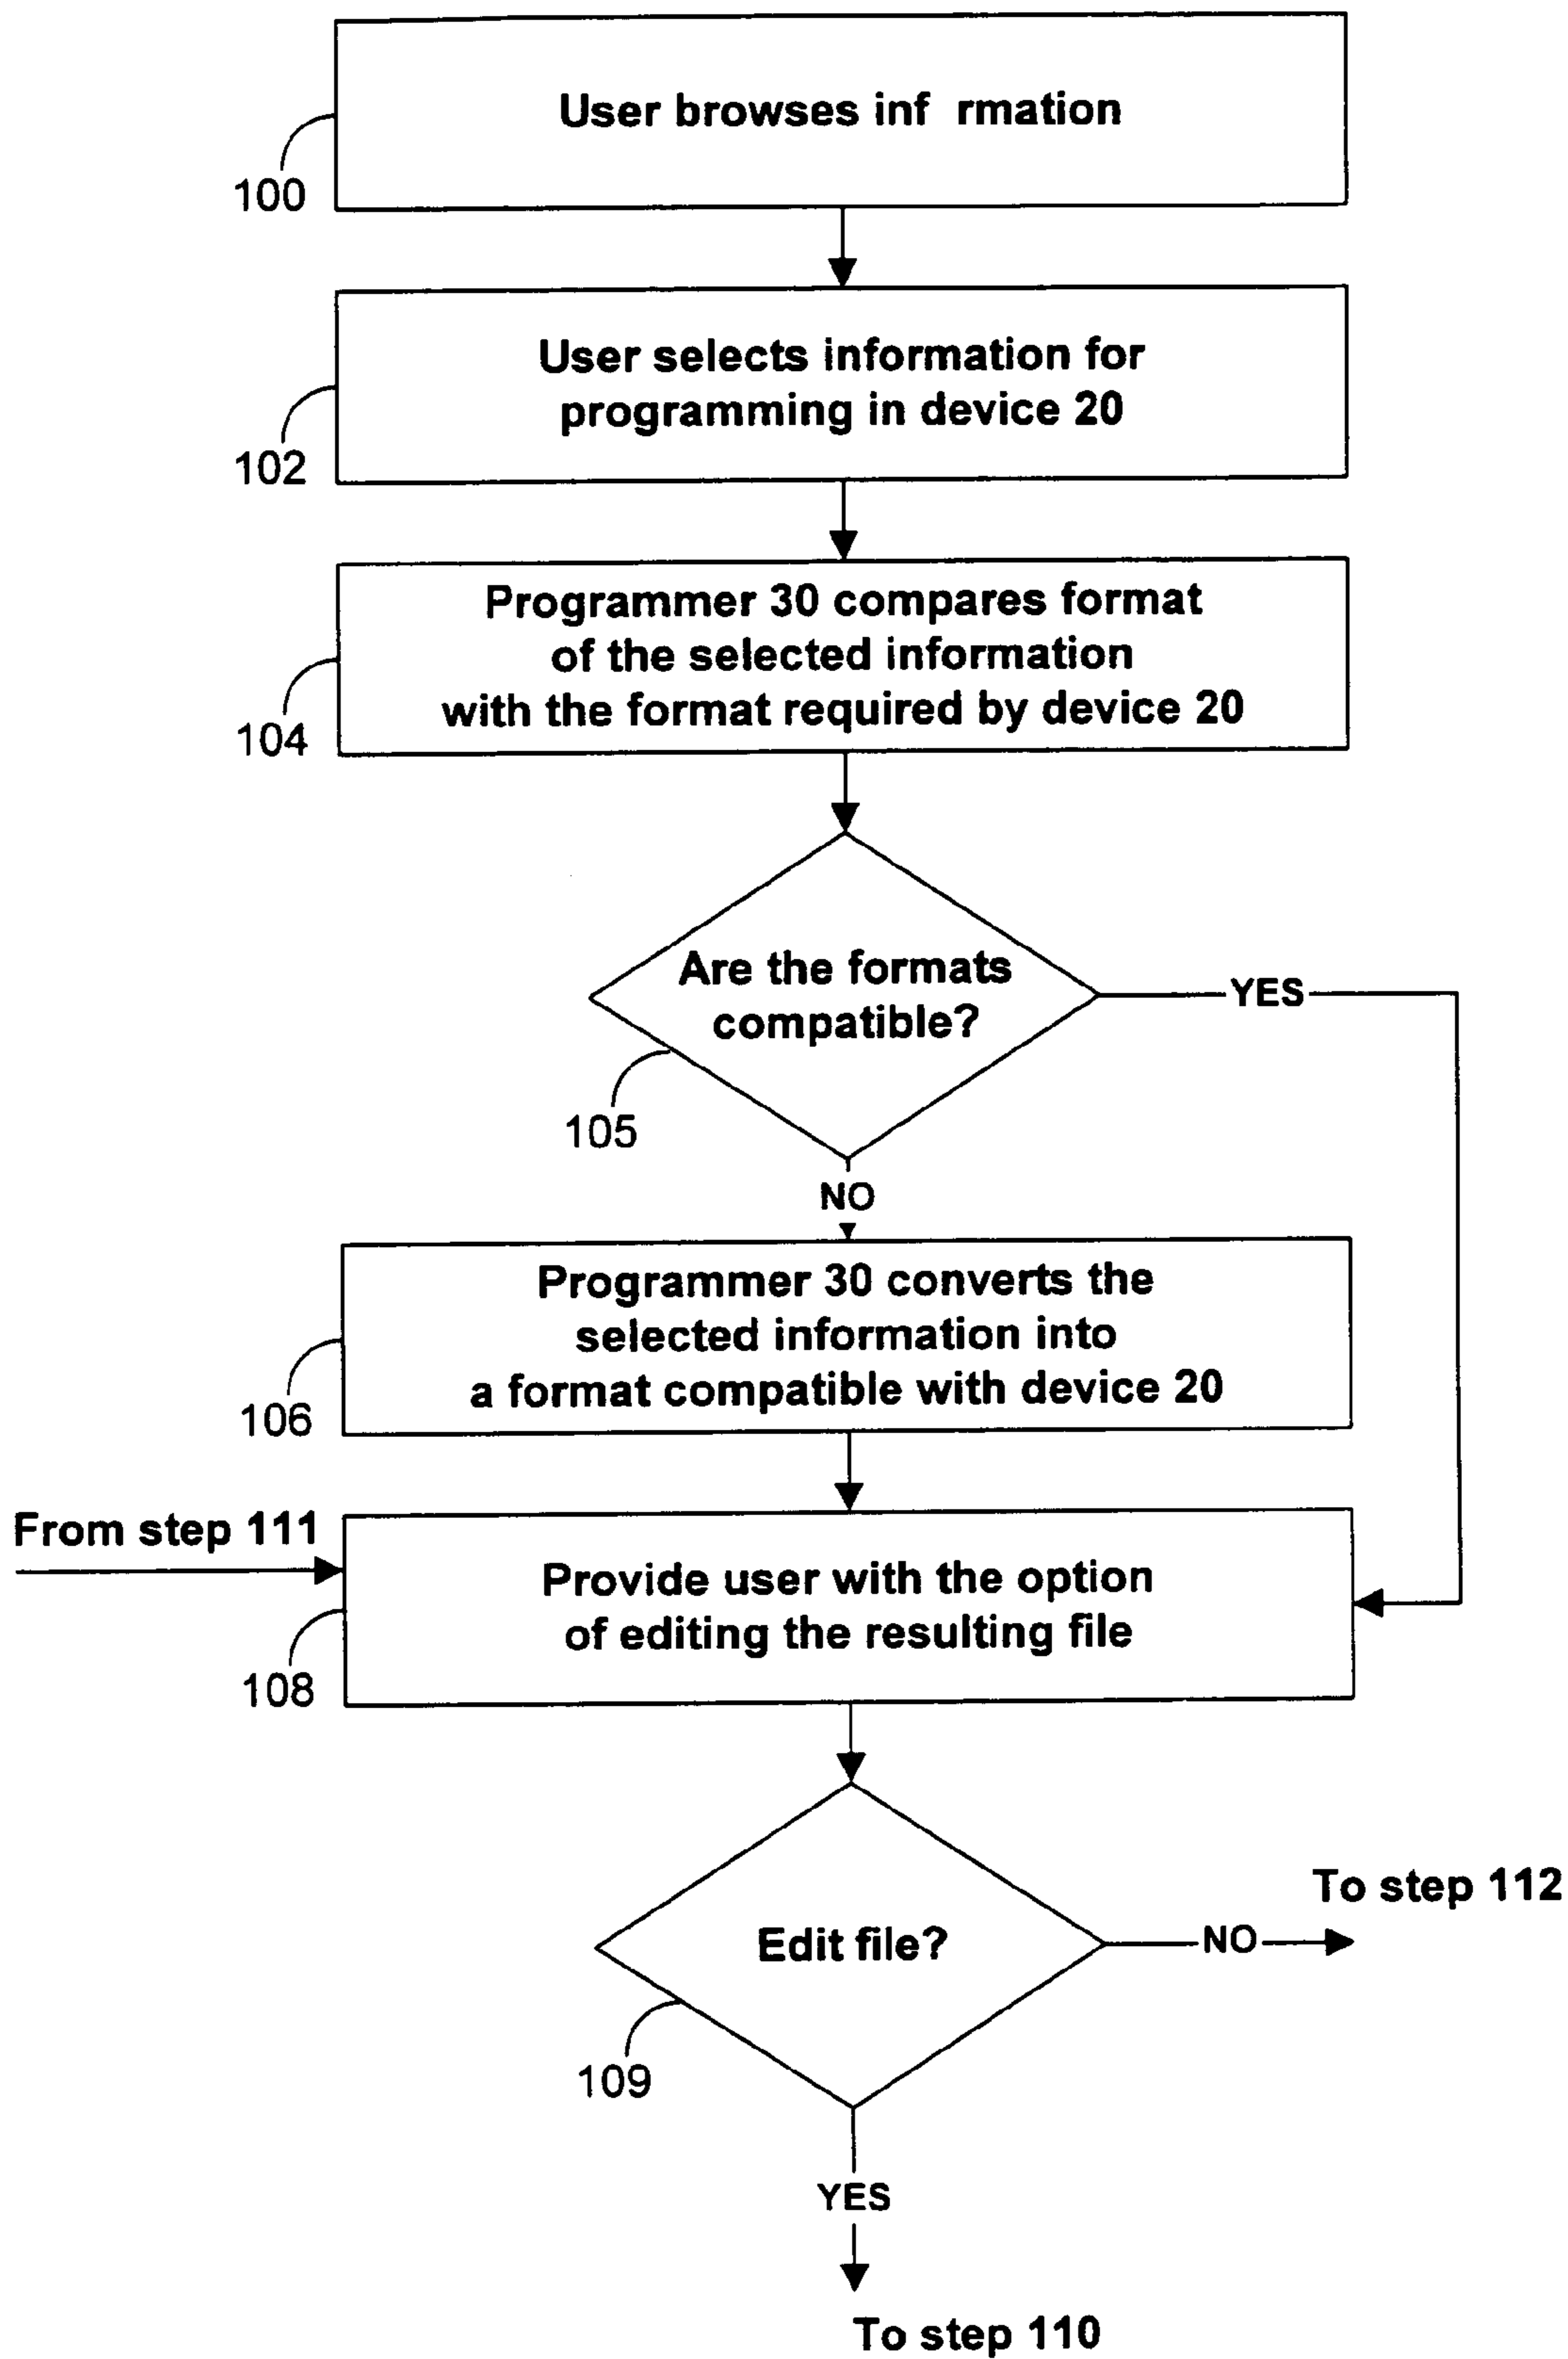 User browses inf rmation
100
User selects information for
programming in device 20
102
Programmer 30 compares format
of the selected information
with the format required by device 20
104
Are the formats
compatible?
YES
105
NO
Programmer 30 converts the
selected information into
a format compatible with device 20
106
From step 111
Provide user with the option
of editing the resulting file
108
To step 112
Edit file?
NO
109
YES
To step 110